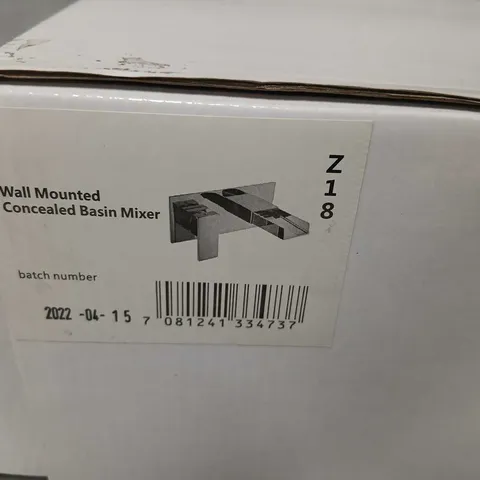 Wall Mounted
Concealed Basin Mixer
Z
1
8
batch number
2022 -04- 15
7 081241 334737